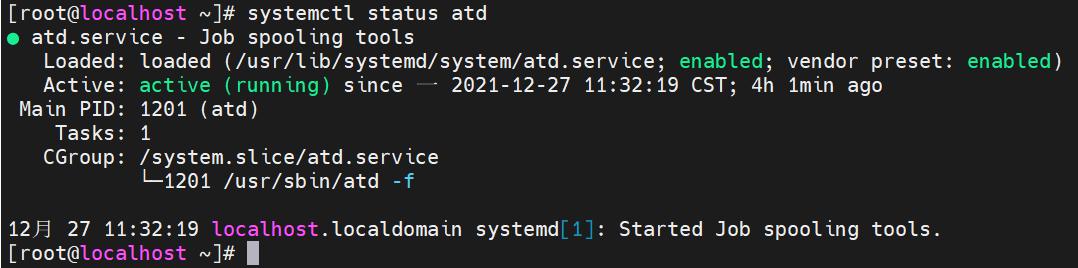 [root@localhost ~]# systemctl status atd
● atd.service - Job spooling tools
   Loaded: loaded (/usr/lib/systemd/system/atd.service; enabled; vendor preset: enabled)
   Active: active (running) since 一 2021-12-27 11:32:19 CST; 4h 1min ago
 Main PID: 1201 (atd)
    Tasks: 1
   CGroup: /system.slice/atd.service
           └─1201 /usr/sbin/atd -f

12月 27 11:32:19 localhost.localdomain systemd[1]: Started Job spooling tools.
[root@localhost ~]#